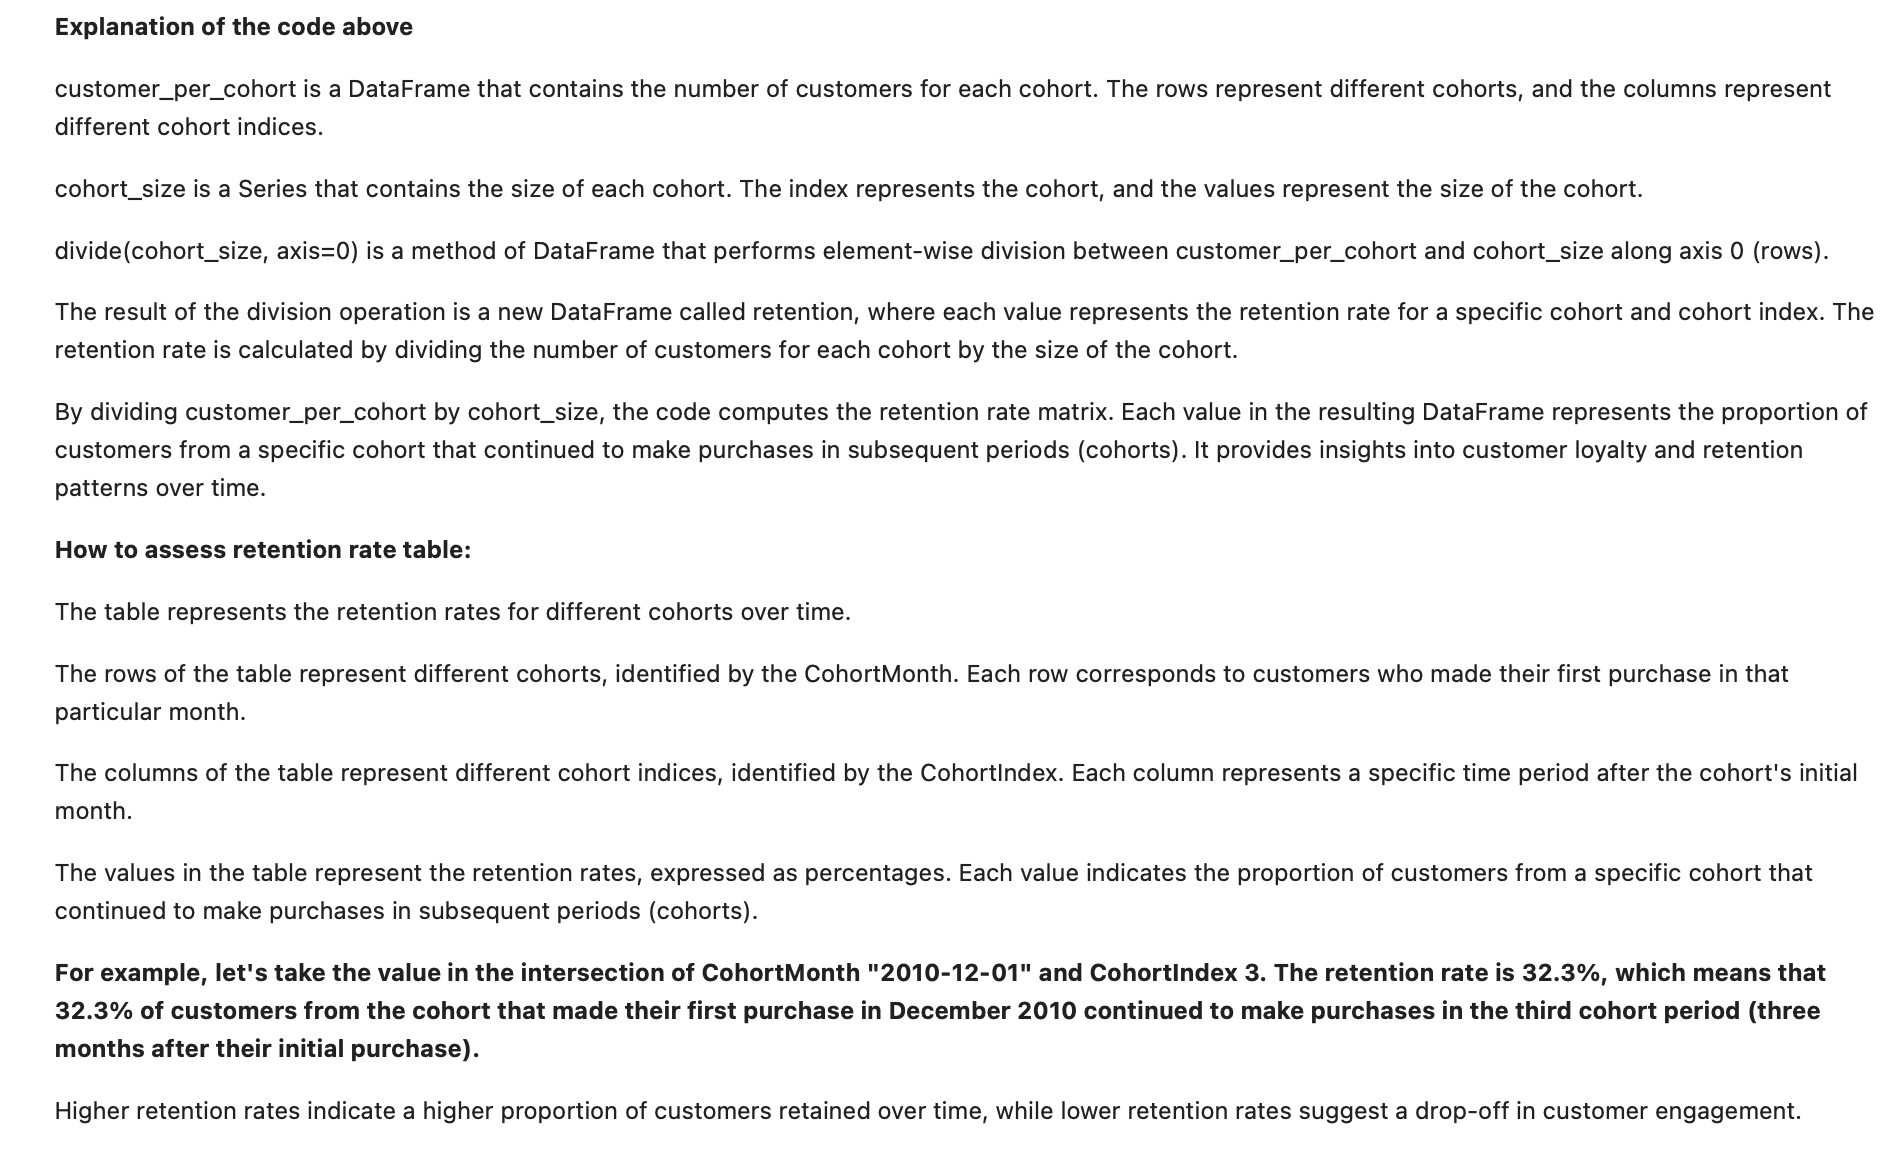 Explanation of the code above
customer_per_cohort is a DataFrame that contains the number of customers for each cohort. The rows represent different cohorts, and the columns represent
different cohort indices.
cohort_size is a Series that contains the size of each cohort. The index represents the cohort, and the values represent the size of the cohort.
divide(cohort_size, axis=0) is a method of DataFrame that performs element-wise division between customer_per_cohort and cohort_size along axis 0 (rows).
The result of the division operation is a new DataFrame called retention, where each value represents the retention rate for a specific cohort and cohort index. The
retention rate is calculated by dividing the number of customers for each cohort by the size of the cohort.
By dividing customer_per_cohort by cohort_size, the code computes the retention rate matrix. Each value in the resulting DataFrame represents the proportion of
customers from a specific cohort that continued to make purchases in subsequent periods (cohorts). It provides insights into customer loyalty and retention
patterns over time.
How to assess retention rate table:
The table represents the retention rates for different cohorts over time.
The rows of the table represent different cohorts, identified by the CohortMonth. Each row corresponds to customers who made their first purchase in that
particular month.
The columns of the table represent different cohort indices, identified by the CohortIndex. Each column represents a specific time period after the cohort's initial
month.
The values in the table represent the retention rates, expressed as percentages. Each value indicates the proportion of customers from a specific cohort that
continued to make purchases in subsequent periods (cohorts).
For example, let's take the value in the intersection of CohortMonth "2010-12-01" and CohortIndex 3. The retention rate is 32.3%, which means that
32.3% of customers from the cohort that made their first purchase in December 2010 continued to make purchases in the third cohort period (three
months after their initial purchase).
Higher retention rates indicate a higher proportion of customers retained over time, while lower retention rates suggest a drop-off in customer engagement.